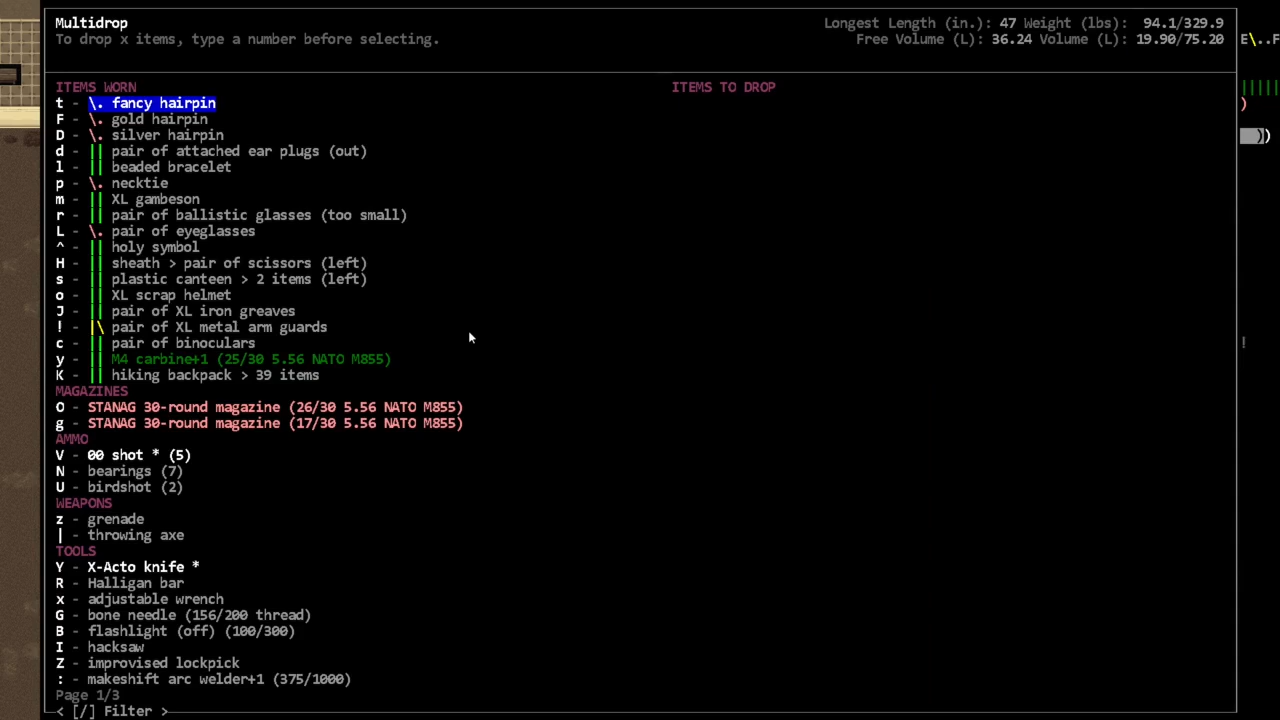 Multidrop
Longest Length (in.): 47 Weight (lbs): 94.1/329.9
To drop x items, type a number before selecting.
Free Volume (L): 36.24 Volume (L): 19.90/75.20
E\..F
ITEMS WORN
ITEMS TO DROP
t - \. fancy hairpin
F - \. gold hairpin
D - \. silver hairpin
d - || pair of attached ear plugs (out)
l - || beaded bracelet
p - \. necktie
m - || XL gambeson
r - || pair of ballistic glasses (too small)
L - \. pair of eyeglasses
^ - || holy symbol
H - || sheath > pair of scissors (left)
s - || plastic canteen > 2 items (left)
o - || XL scrap helmet
J - || pair of XL iron greaves
! - |\ pair of XL metal arm guards
c - || pair of binoculars
y - || M4 carbine+1 (25/30 5.56 NATO M855)
K - || hiking backpack > 39 items
MAGAZINES
O - STANAG 30-round magazine (26/30 5.56 NATO M855)
g - STANAG 30-round magazine (17/30 5.56 NATO M855)
AMMO
V - 00 shot * (5)
N - bearings (7)
U - birdshot (2)
WEAPONS
z - grenade
| - throwing axe
TOOLS
Y - X-Acto knife *
R - Halligan bar
x - adjustable wrench
G - bone needle (156/200 thread)
B - flashlight (off) (100/300)
I - hacksaw
Z - improvised lockpick
: - makeshift arc welder+1 (375/1000)
Page 1/3
< [/] Filter >